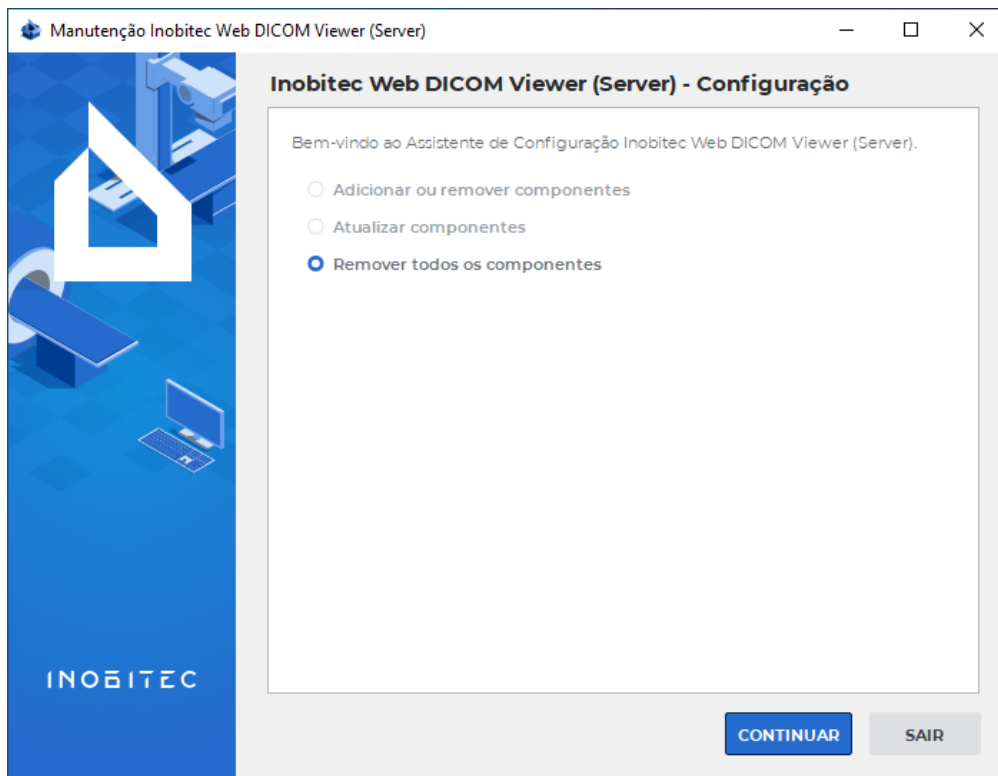 Manutenção Inobitec Web DICOM Viewer (Server)
Inobitec Web DICOM Viewer (Server) - Configuração
Bem-vindo ao Assistente de Configuração Inobitec Web DICOM Viewer (Server).
Adicionar ou remover componentes
Atualizar componentes
Remover todos os componentes
INOBITEC
CONTINUAR
SAIR